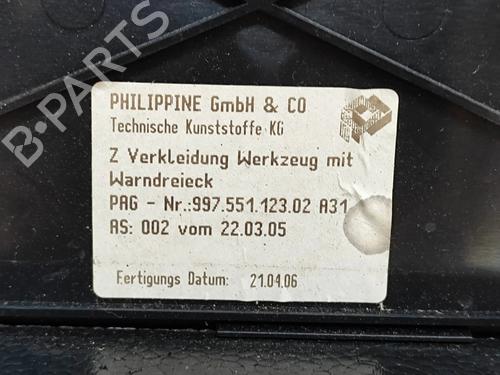 B-PARTS
PHILIPPINE GmbH & CO
Technische Kunststoffe KG
Z Verkleidung Werkzeug mit
Warndreieck
PAG - Nr.:997.551.123.02 A31
AS: 002 vom 22.03.05
Fertigungs Datum: 21.04.06